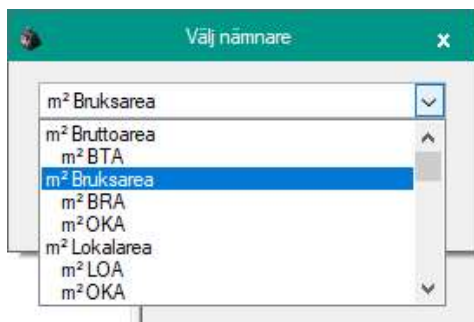 Välj nämnare
x
m² Bruksarea
m² Bruttoarea
m² BTA
m² Bruksarea
m² BRA
m² OKA
m² Lokalarea
m² LOA
m² OKA